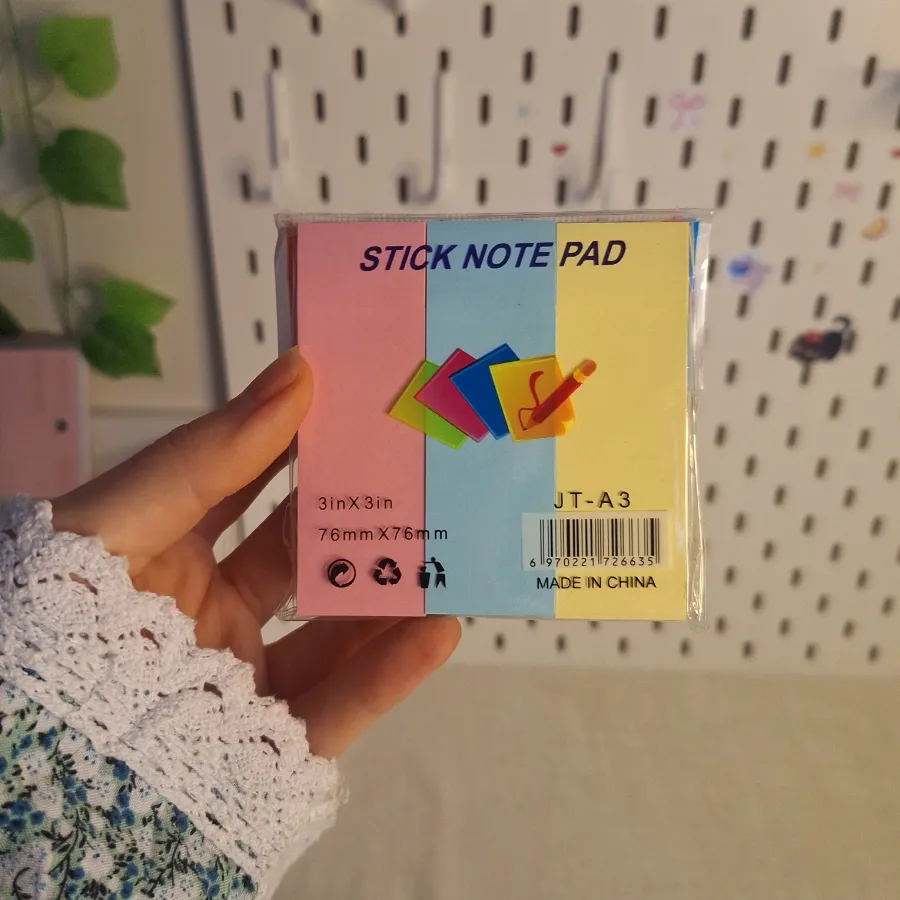 STICK NOTE PAD
3inX3in
76mmX76mm
JT-A3
6 970221 726635
MADE IN CHINA